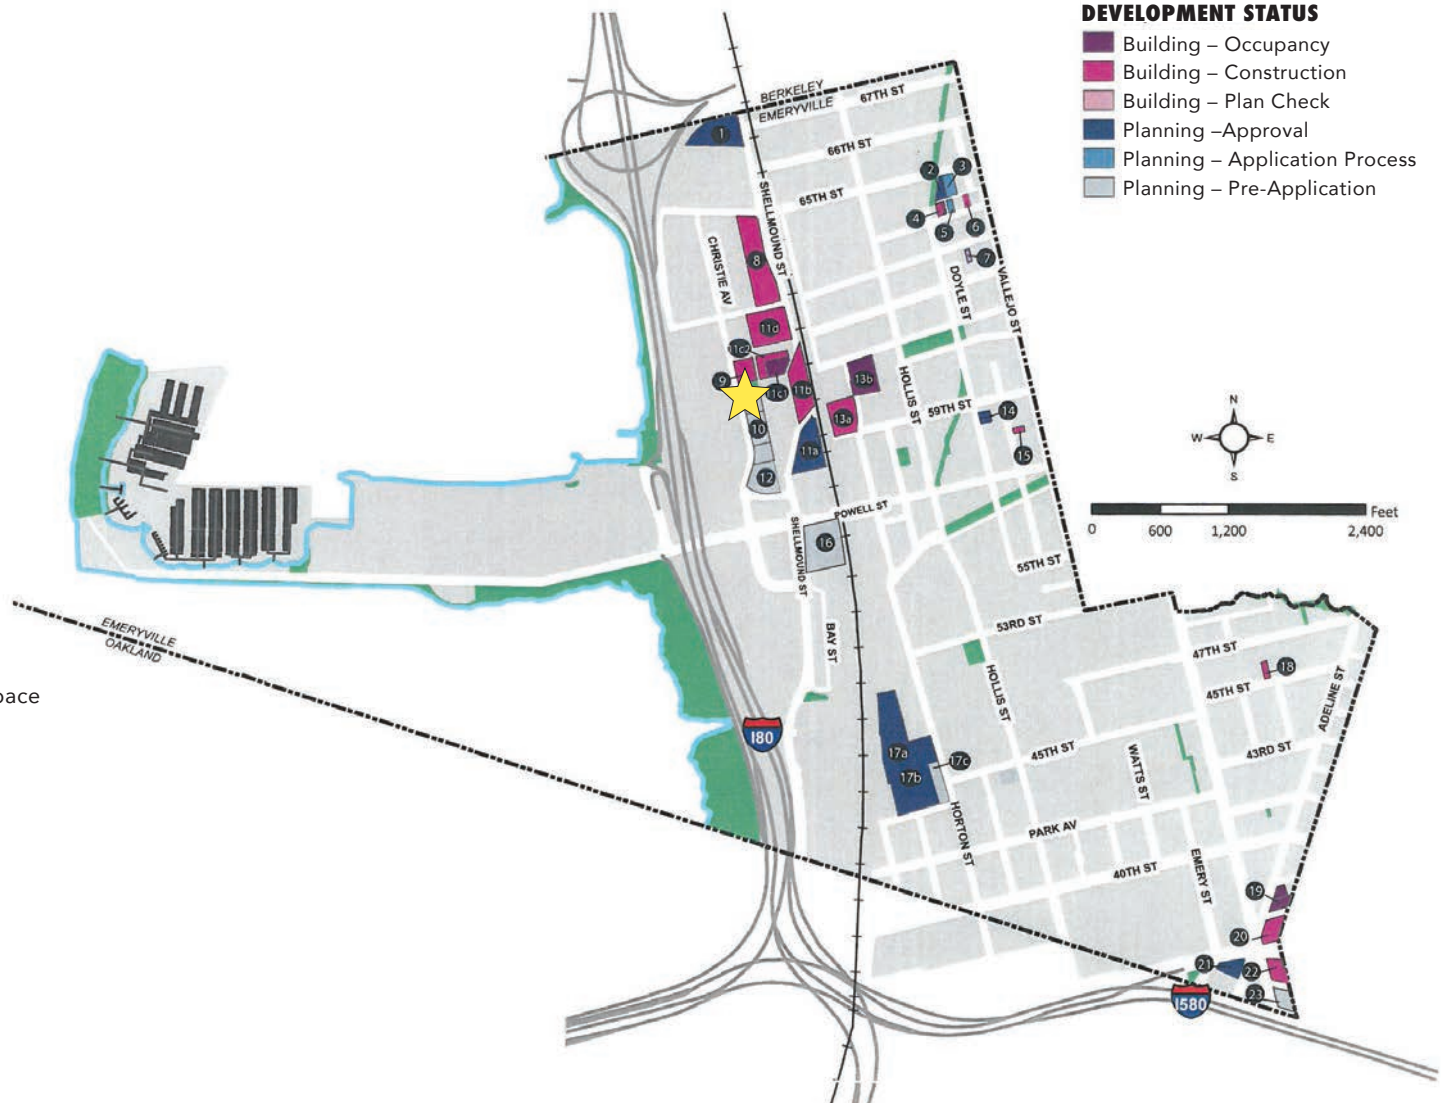 DEVELOPMENT STATUS
Building – Occupancy
Building – Construction
Building – Plan Check
Planning –Approval
Planning – Application Process
Planning – Pre-Application
BERKELEY
EMERYVILLE
67TH ST
66TH ST
65TH ST
SHELLMOUND ST
CHRISTIE AV
DOYLE ST
VALLEJO ST
HOLLIS ST
59TH ST
1
2
3
4
5
6
7
8
11d
11c2
9
11c1
11b
13b
13a
14
15
10
11a
12
N
W
E
S
POWELL ST
Feet
0
600
1,200
2,400
16
SHELLMOUND ST
55TH ST
53RD ST
BAY ST
EMERYVILLE
OAKLAND
pace
47TH ST
18
45TH ST
ADELINE ST
HOLLIS ST
I80
17a
17b
17c
45TH ST
WATTS ST
43RD ST
HORTON ST
PARK AV
40TH ST
EMERY ST
19
20
21
22
23
I580